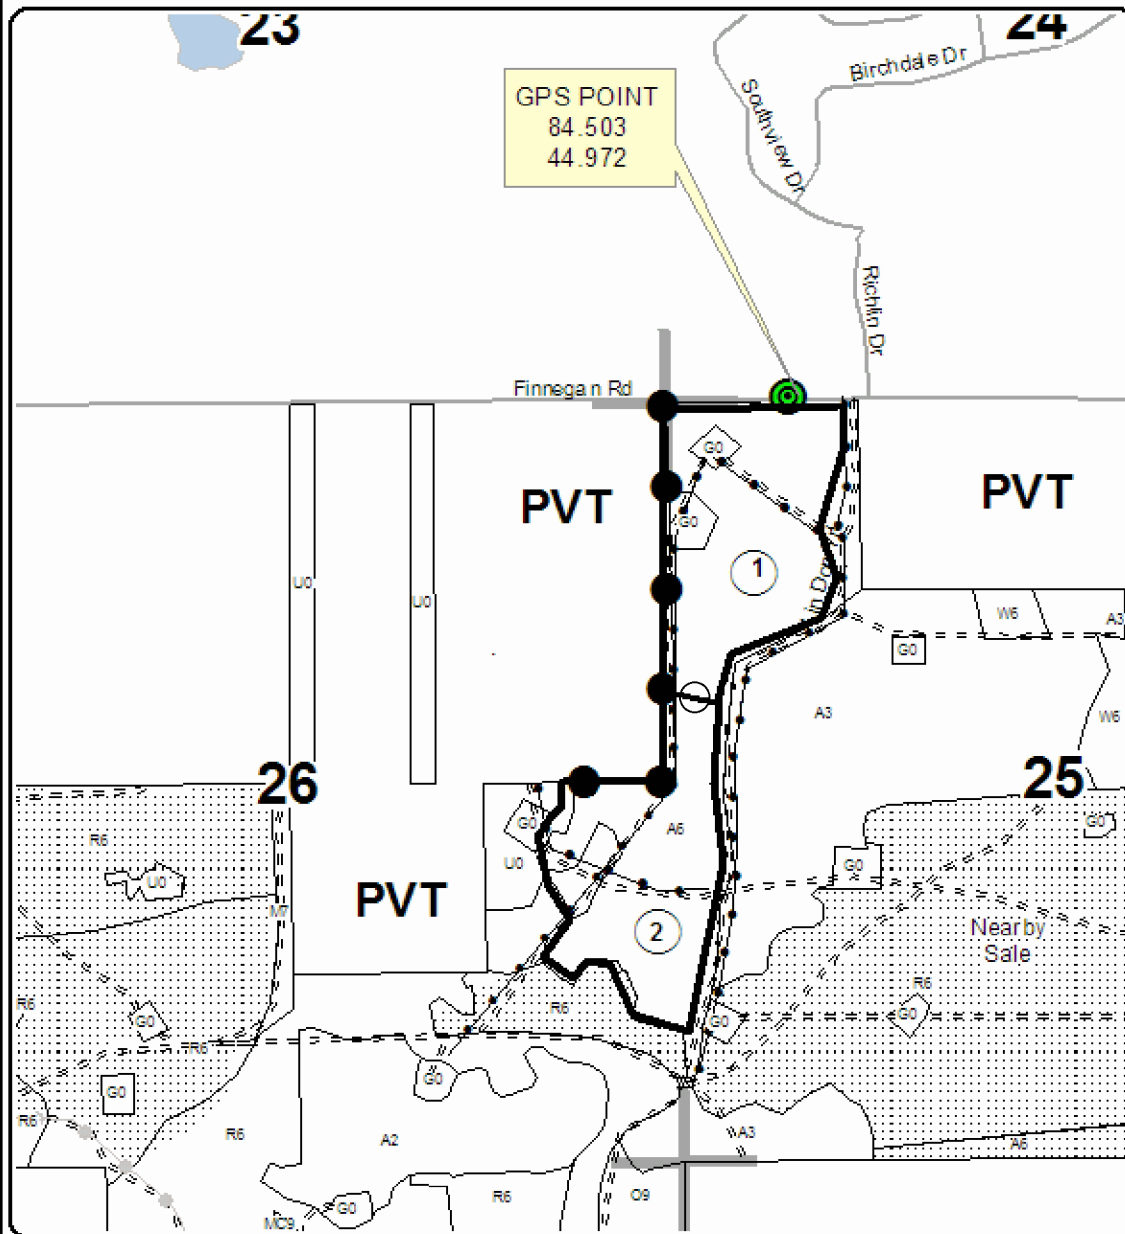 23
24
Birchdale Dr
Southview Dr
GPS POINT
84.503
44.972
Richlin Dr
Finnegan Rd
G0
PVT
PVT
G0
1
U0
U0
W6
A3
G0
A3
W6
26
25
G0
A6
G0
R6
U0
G0
U0
PVT
M7
2
Nearby
Sale
R6
R6
R6
G0
G0
G0
R6
G0
G0
R6
R6
A2
A3
A6
R6
O9
G0
MC9